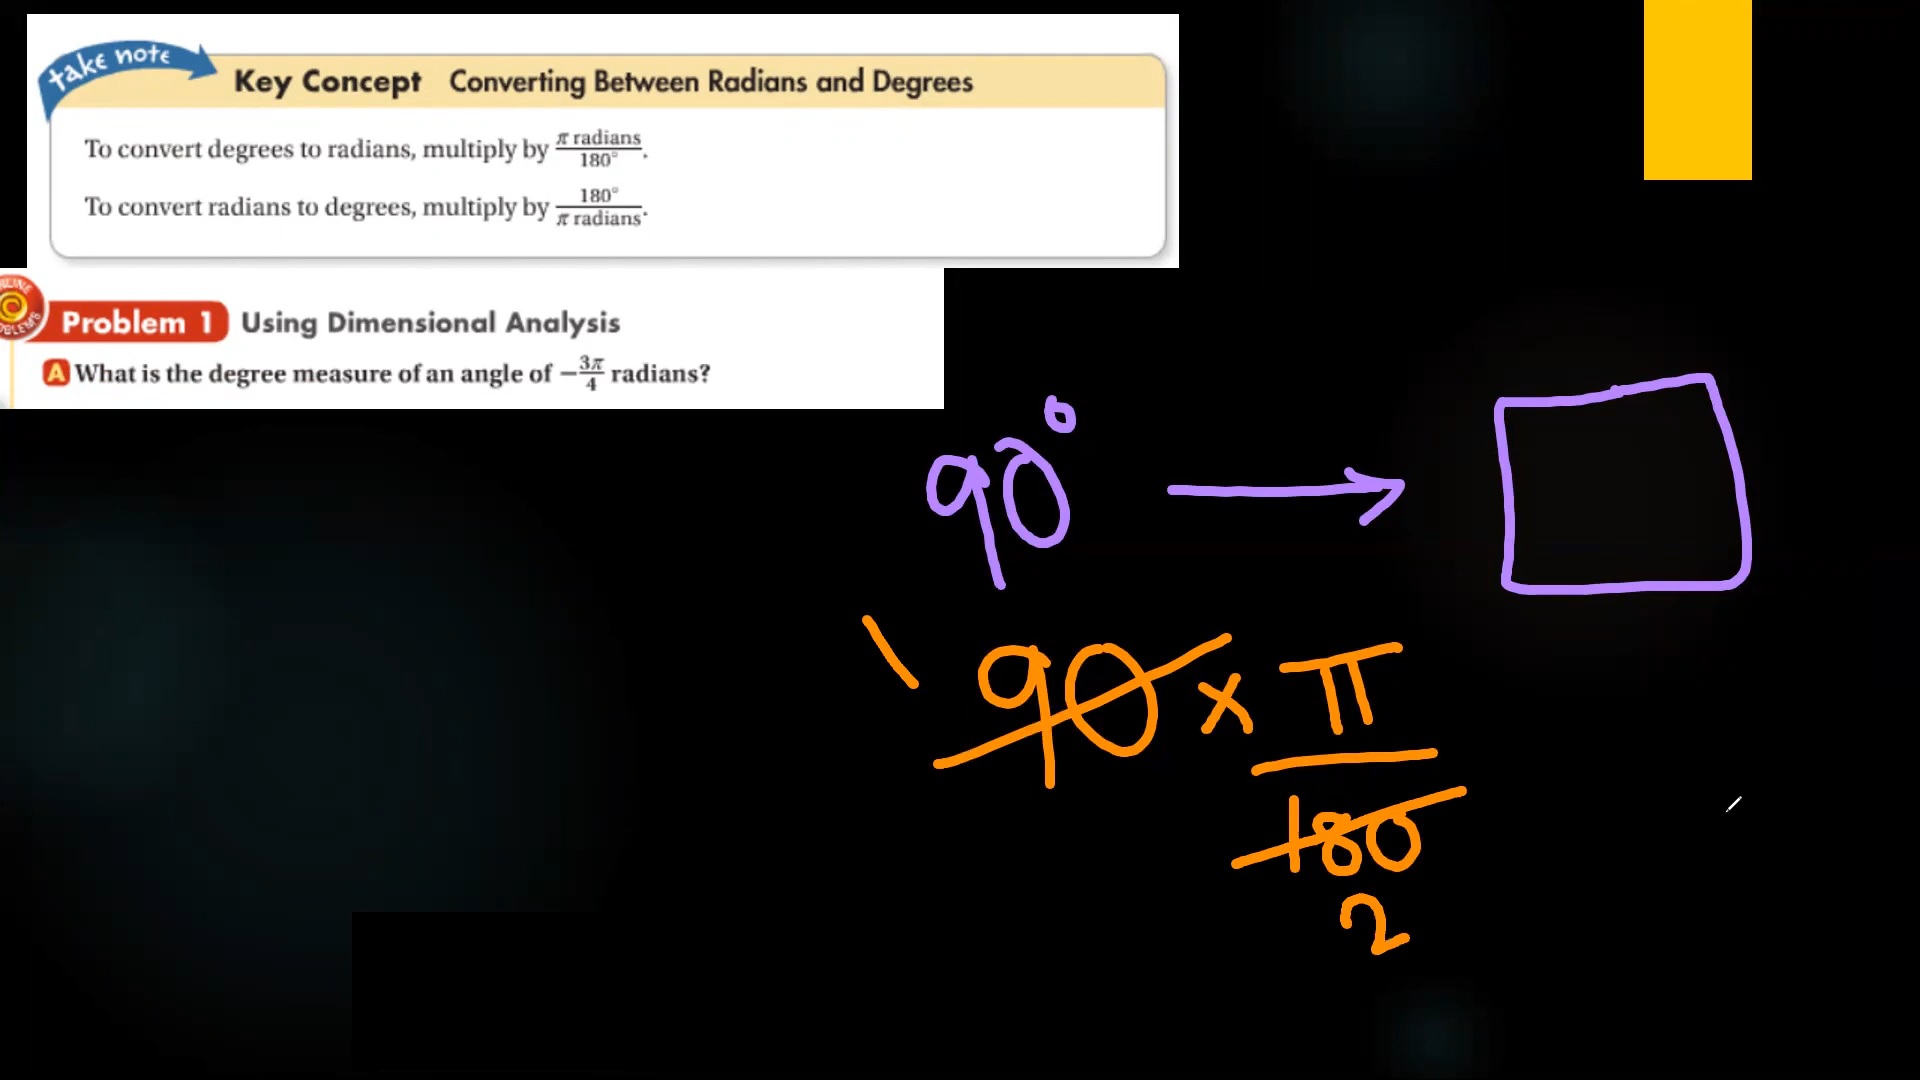 take note
Key Concept Converting Between Radians and Degrees
To convert degrees to radians, multiply by π radians/180°.
To convert radians to degrees, multiply by 180°/π radians.
Problem 1 Using Dimensional Analysis
A What is the degree measure of an angle of −3π/4 radians?
90° →
1 90 × π
180
2